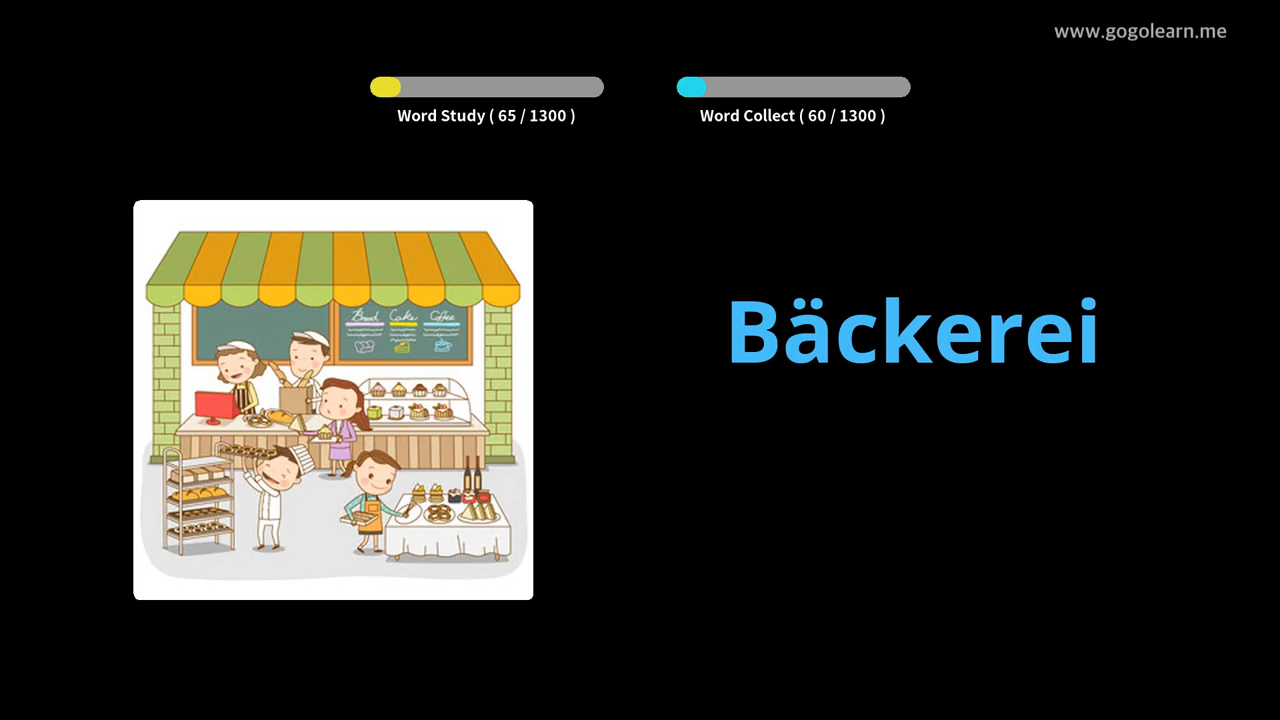 www.gogolearn.me
Word Study ( 65 / 1300 )
Word Collect ( 60 / 1300 )
Bread Cake Coffee
Bäckerei